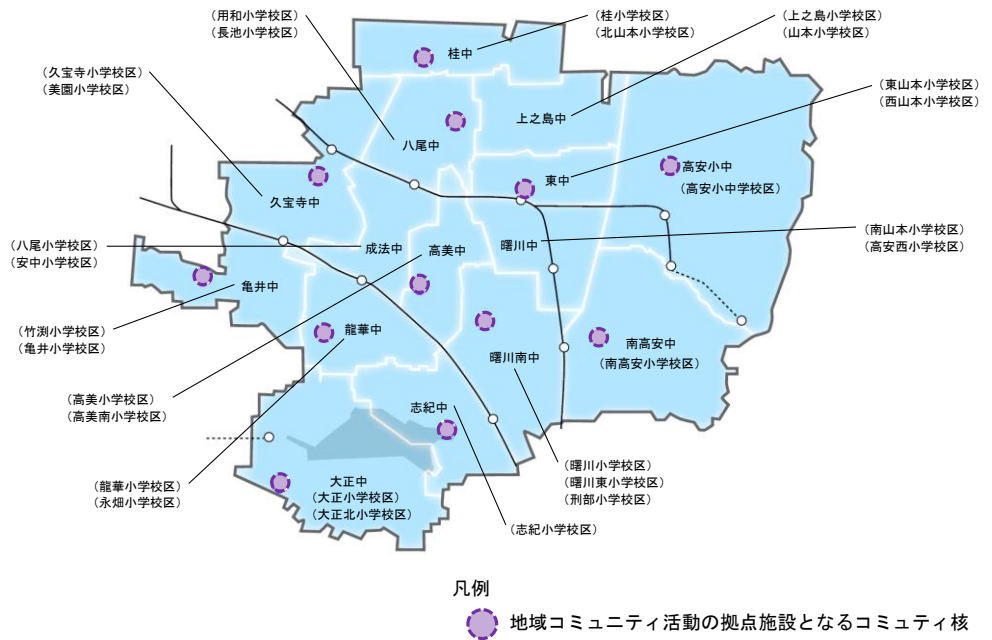 (用和小学校区)
(長池小学校区)
(桂小学校区)
(北山本小学校区)
(上之島小学校区)
(山本小学校区)
桂中
(久宝寺小学校区)
(美園小学校区)
(東山本小学校区)
(西山本小学校区)
上之島中
八尾中
高安小中
(高安小中学校区)
東中
久宝寺中
(南山本小学校区)
(高安西小学校区)
(八尾小学校区)
(安中小学校区)
成法中
高美中
曙川中
亀井中
(竹渕小学校区)
(亀井小学校区)
龍華中
曙川南中
南高安中
(南高安小学校区)
(高美小学校区)
(高美南小学校区)
志紀中
(龍華小学校区)
(永畑小学校区)
大正中
(大正小学校区)
(大正北小学校区)
(曙川小学校区)
(曙川東小学校区)
(刑部小学校区)
(志紀小学校区)
凡例
地域コミュニティ活動の拠点施設となるコミュティ核